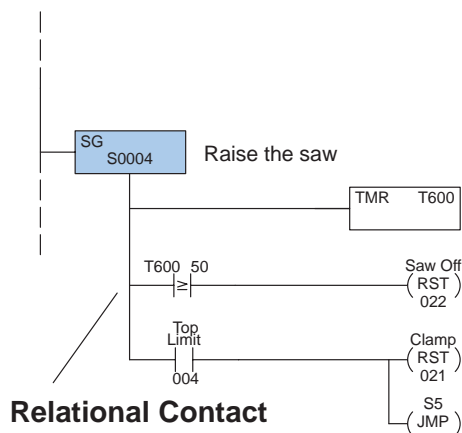 SG
S0004
Raise the saw
TMR T600
T600 50
≥
Saw Off
RST
022
Top
Limit
004
Clamp
RST
021
S5
JMP
Relational Contact